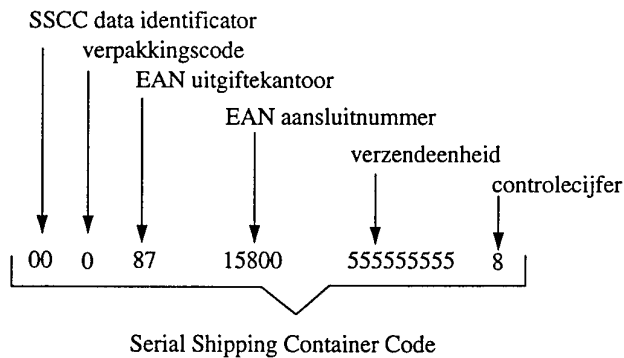 SSCC data identificator
verpakkingscode
EAN uitgiftekantoor
EAN aansluitnummer
verzendeenheid
controlecijfer
00 0 87 15800 555555555 8
Serial Shipping Container Code